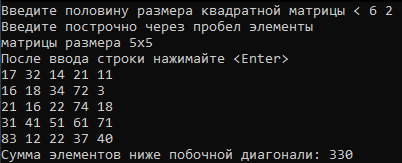 Введите половину размера квадратной матрицы < 6 2
Введите построчно через пробел элементы
матрицы размера 5x5
После ввода строки нажимайте <Enter>
17 32 14 21 11
16 18 34 72 3
21 16 22 74 18
31 41 51 61 71
83 12 22 37 40
Сумма элементов ниже побочной диагонали: 330